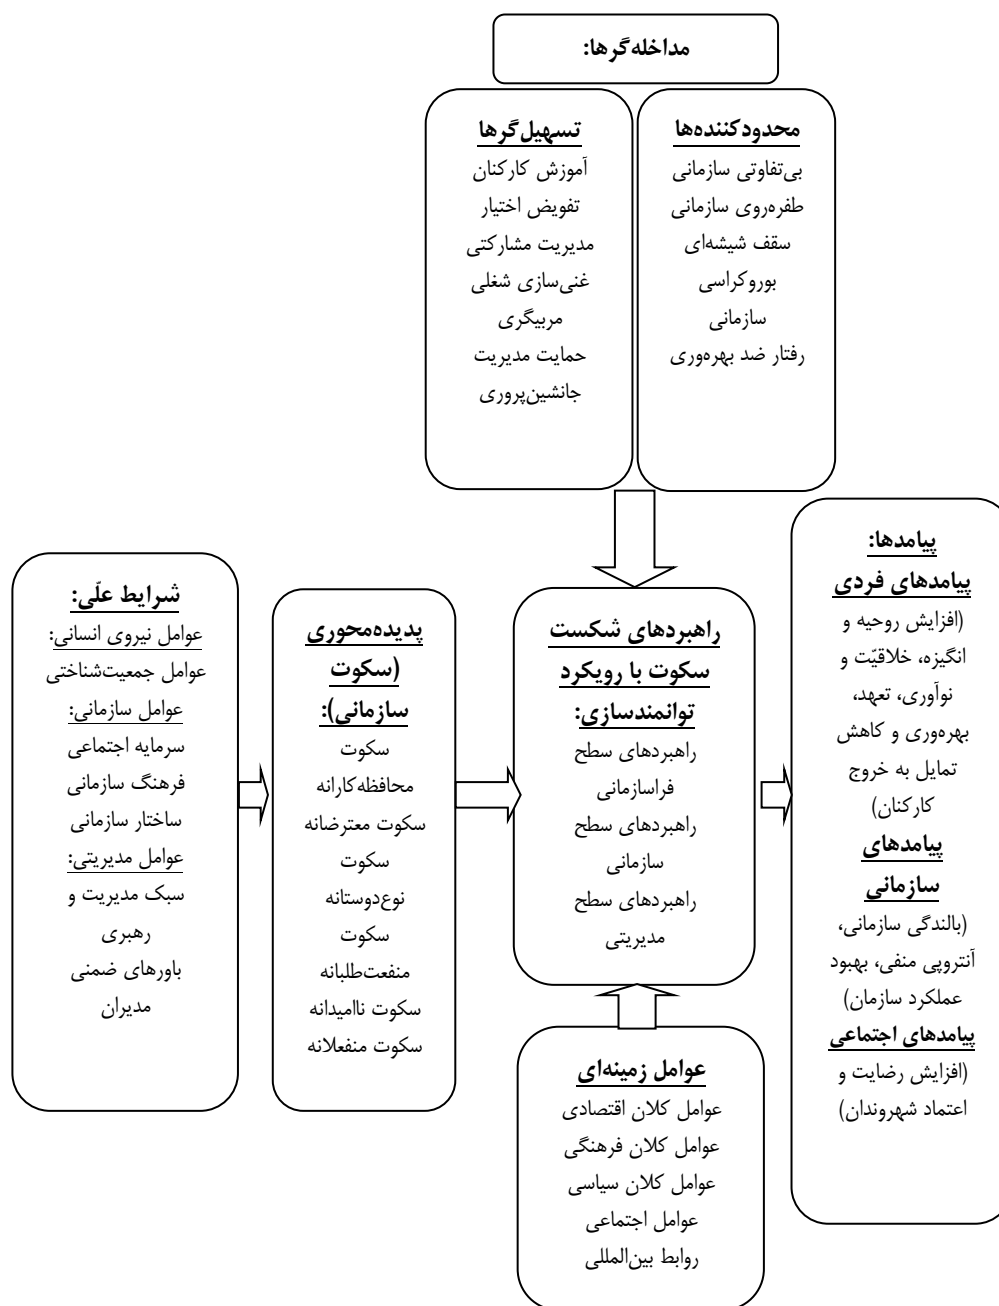 مداخله‌گرها:
محدودکننده‌ها
بی‌تفاوتی سازمانی
طفره‌روی سازمانی
سقف شیشه‌ای
بوروکراسی
سازمانی
رفتار ضد بهره‌وری
تسهیل‌گرها
آموزش کارکنان
تفویض اختیار
مدیریت مشارکتی
غنی‌سازی شغلی
مربیگری
حمایت مدیریت
جانشین‌پروری
شرایط علّی:
عوامل نیروی انسانی:
عوامل جمعیت‌شناختی
عوامل سازمانی:
سرمایه اجتماعی
فرهنگ سازمانی
ساختار سازمانی
عوامل مدیریتی:
سبک مدیریت و
رهبری
باورهای ضمنی
مدیران
پدیده‌محوری
(سکوت
سازمانی):
سکوت
محافظه‌کارانه
سکوت معترضانه
سکوت
نوع‌دوستانه
سکوت
منفعت‌طلبانه
سکوت ناامیدانه
سکوت منفعلانه
راهبردهای شکست
سکوت با رویکرد
توانمندسازی:
راهبردهای سطح
فراسازمانی
راهبردهای سطح
سازمانی
راهبردهای سطح
مدیریتی
عوامل زمینه‌ای
عوامل کلان اقتصادی
عوامل کلان فرهنگی
عوامل کلان سیاسی
عوامل اجتماعی
روابط بین‌المللی
پیامدها:
پیامدهای فردی
(افزایش روحیه و
انگیزه، خلاقیّت و
نوآوری، تعهد،
بهره‌وری و کاهش
تمایل به خروج
کارکنان)
پیامدهای
سازمانی
(بالندگی سازمانی،
آنتروپی منفی، بهبود
عملکرد سازمان)
پیامدهای اجتماعی
(افزایش رضایت و
اعتماد شهروندان)